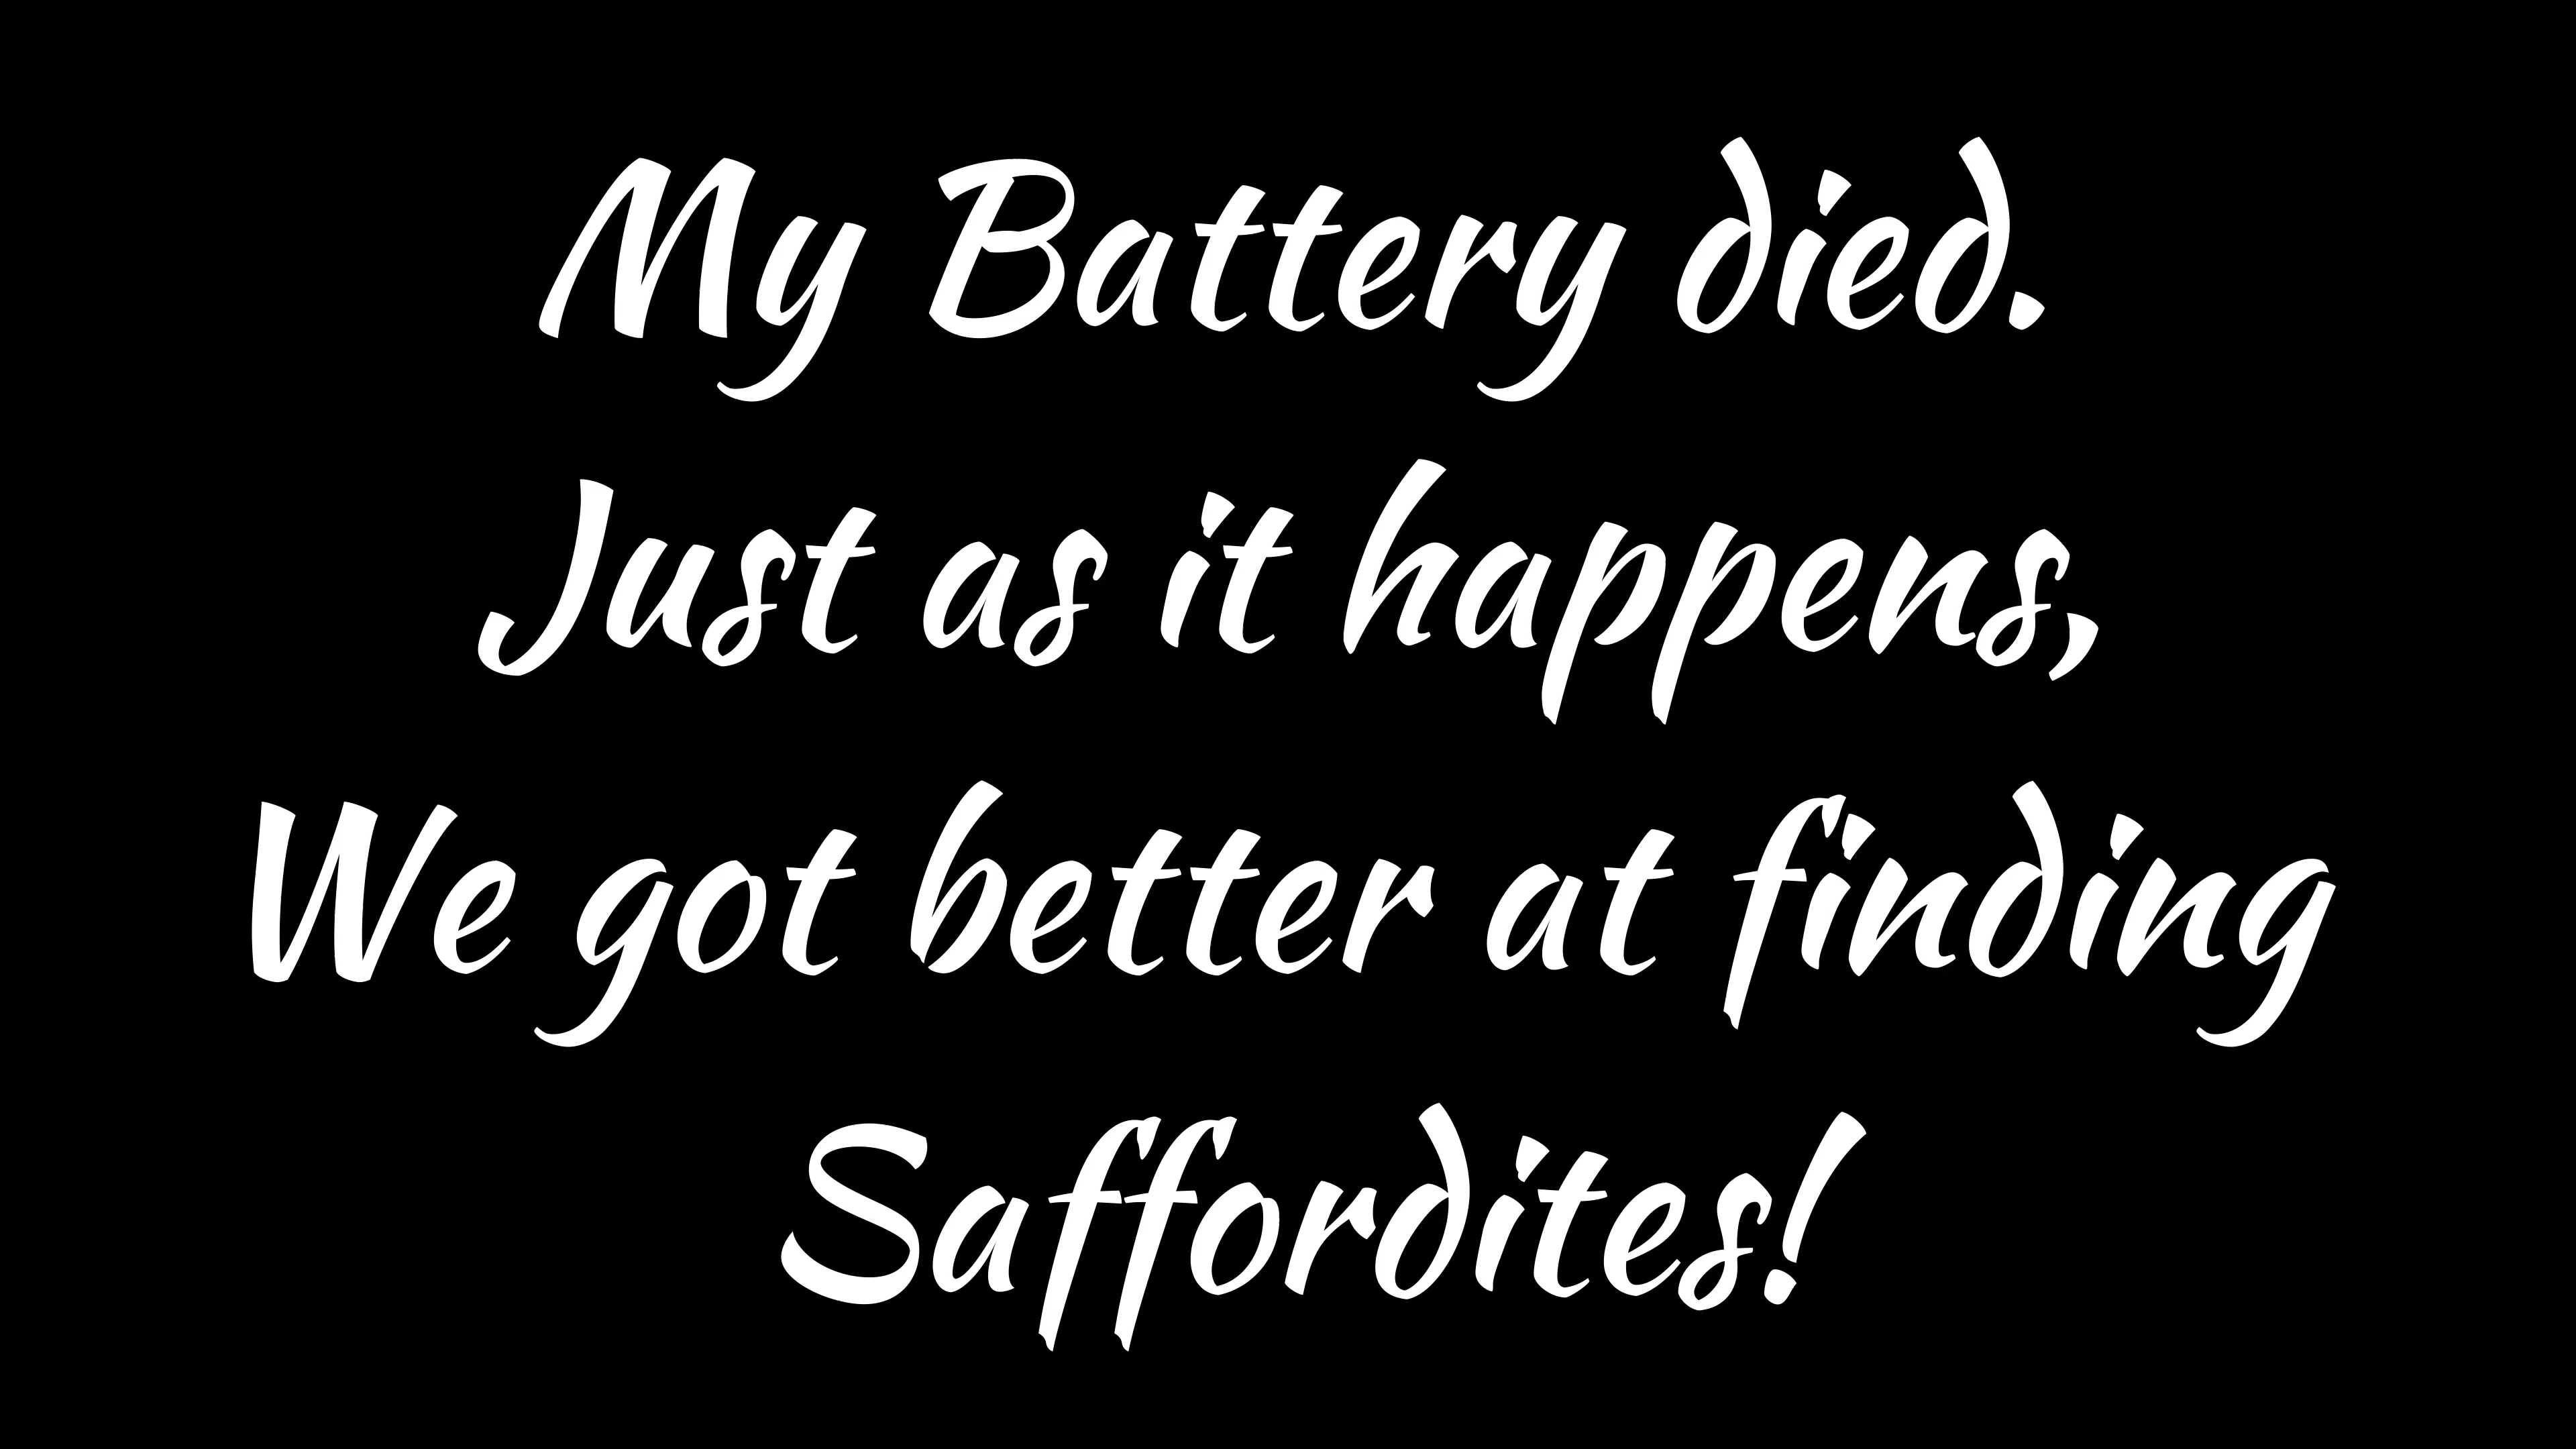 My Battery died.
Just as it happens,
We got better at finding
Saffordites!